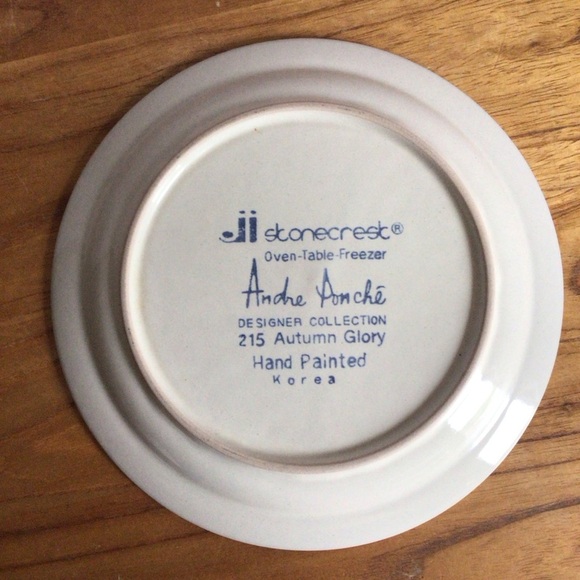 ji stonecrest®
Oven-Table-Freezer
Andre Ponché
DESIGNER COLLECTION
215 Autumn Glory
Hand Painted
Korea